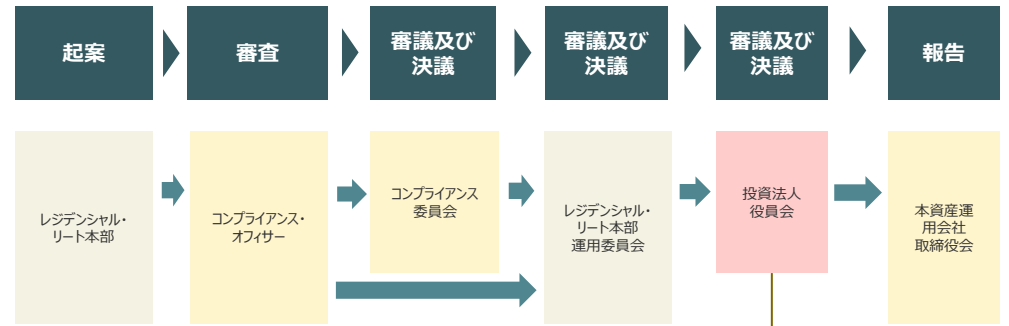 起案
審査
審議及び
決議
審議及び
決議
審議及び
決議
報告
レジデンシャル・
リート本部
コンプライアンス・
オフィサー
コンプライアンス
委員会
レジデンシャル・
リート本部
運用委員会
投資法人
役員会
本資産運
用会社
取締役会